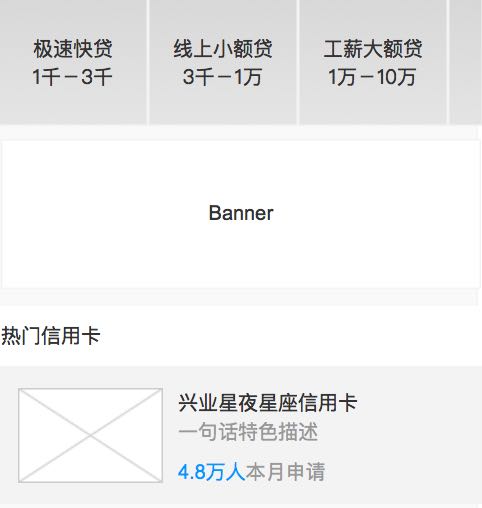 极速快贷
1千－3千
线上小额贷
3千－1万
工薪大额贷
1万－10万
Banner
热门信用卡
兴业星夜星座信用卡
一句话特色描述
4.8万人本月申请